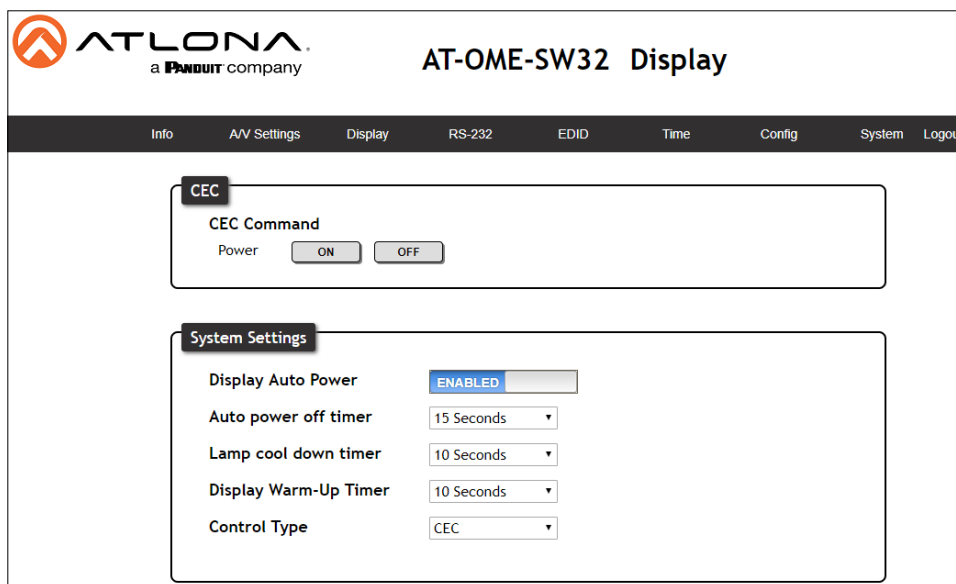 ATLONA.
a PANDUIT company
AT-OME-SW32 Display
Info A/V Settings Display RS-232 EDID Time Config System Logou
CEC
CEC Command
Power ON OFF
System Settings
Display Auto Power ENABLED
Auto power off timer 15 Seconds
Lamp cool down timer 10 Seconds
Display Warm-Up Timer 10 Seconds
Control Type CEC